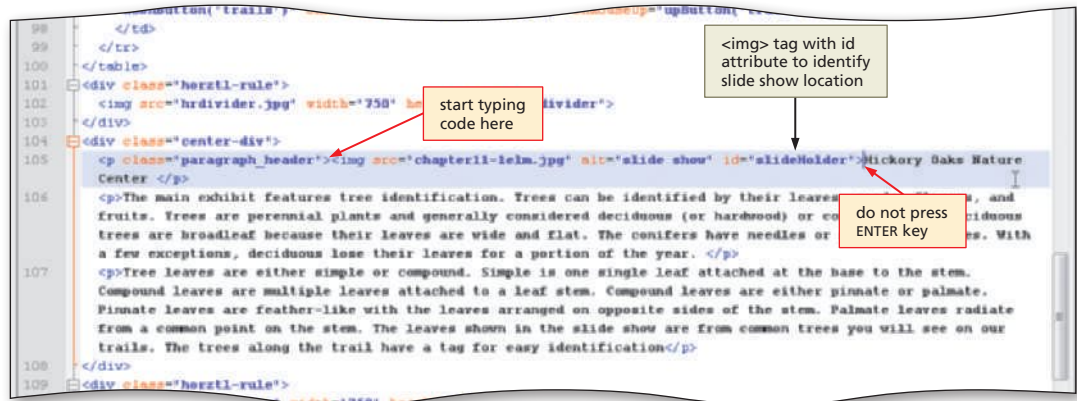 Button('trails') "upButton('
98 </td>
99 </tr>
100 </table>
101 <div class="horztl-rule">
102 <img src="hrdivider.jpg" width="750" divider">
103 </div>
104 <div class="center-div">
105 <p class="paragraph_header"><img src="chapter11-1elm.jpg" alt="slide show" id="slideHolder">Hickory Oaks Nature
Center </p>
106 <p>The main exhibit features tree identification. Trees can be identified by their leaves, and
fruits. Trees are perennial plants and generally considered deciduous (or hardwood) or
trees are broadleaf because their leaves are wide and flat. The conifers have needles or With
a few exceptions, deciduous lose their leaves for a portion of the year. </p>
107 <p>Tree leaves are either simple or compound. Simple is one single leaf attached at the base to the stem.
Compound leaves are multiple leaves attached to a leaf stem. Compound leaves are either pinnate or palmate.
Pinnate leaves are feather-like with the leaves arranged on opposite sides of the stem. Palmate leaves radiate
from a common point on the stem. The leaves shown in the slide show are from common trees you will see on our
trails. The trees along the trail have a tag for easy identification</p>
108 </div>
109 <div class="horztl-rule">
<img> tag with id
attribute to identify
slide show location
start typing
code here
do not press
ENTER key